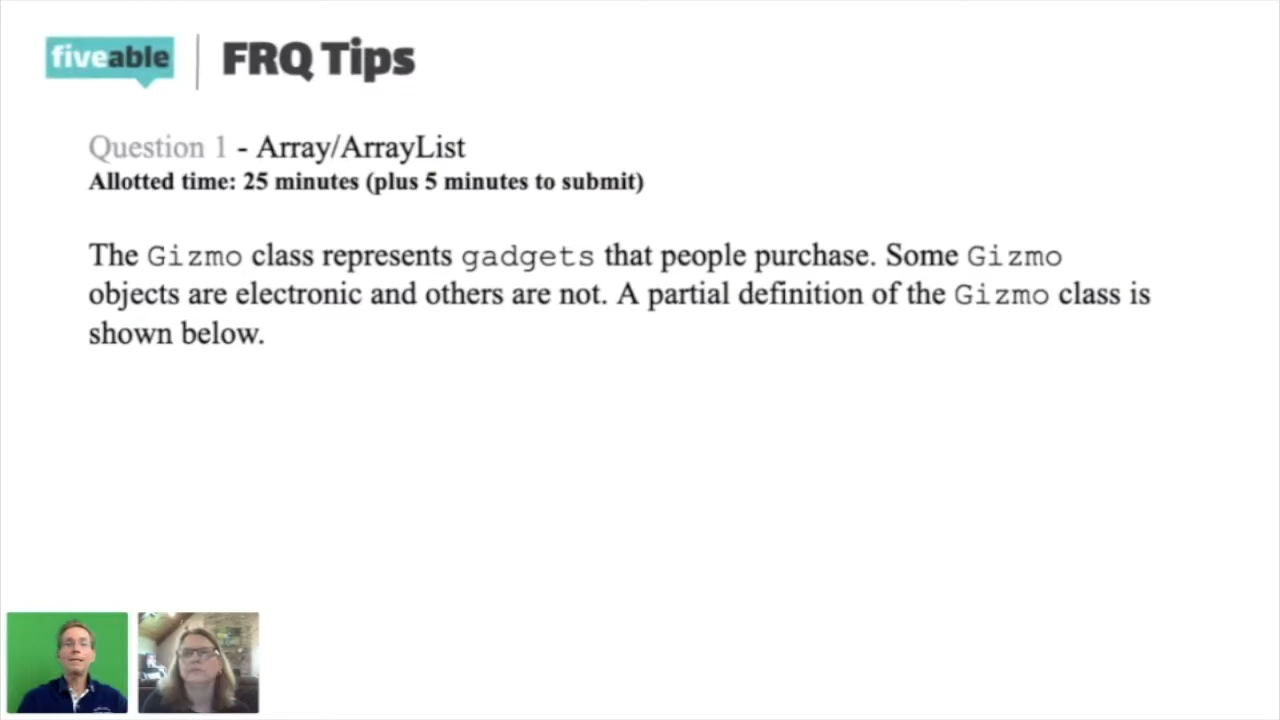 fiveable | FRQ Tips
Question 1 - Array/ArrayList
Allotted time: 25 minutes (plus 5 minutes to submit)
The Gizmo class represents gadgets that people purchase. Some Gizmo
objects are electronic and others are not. A partial definition of the Gizmo class is
shown below.